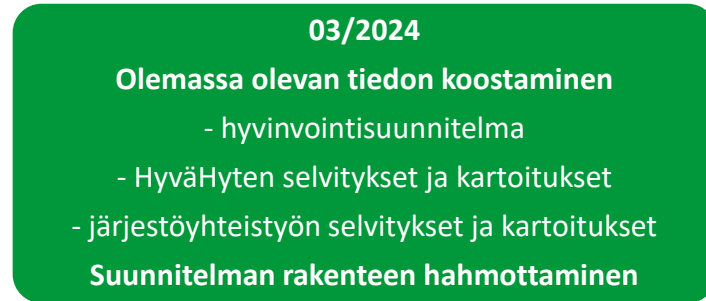 03/2024
Olemassa olevan tiedon koostaminen
- hyvinvointisuunnitelma
- HyväHyten selvitykset ja kartoitukset
- järjestöyhteistyön selvitykset ja kartoitukset
Suunnitelman rakenteen hahmottaminen